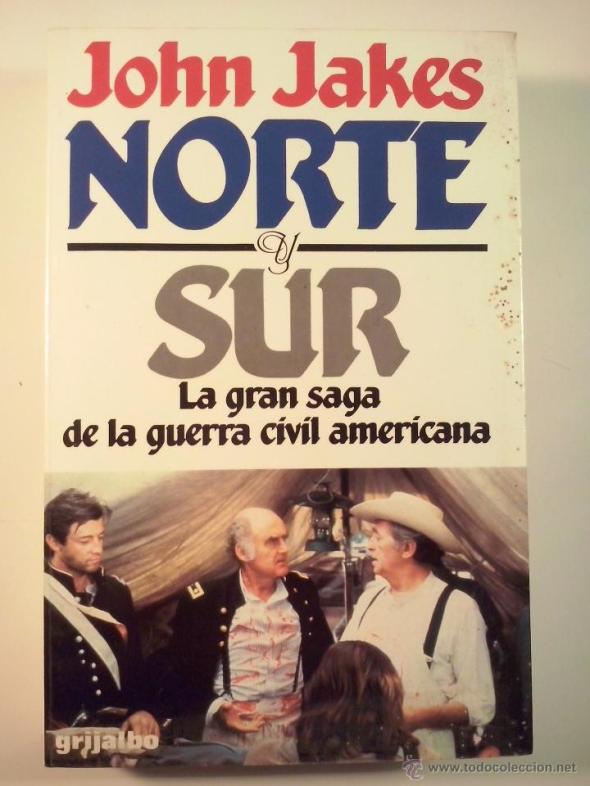 John Jakes
NORTE
y
SUR
La gran saga
de la guerra civil americana
grijalbo
© www.todocoleccion.net